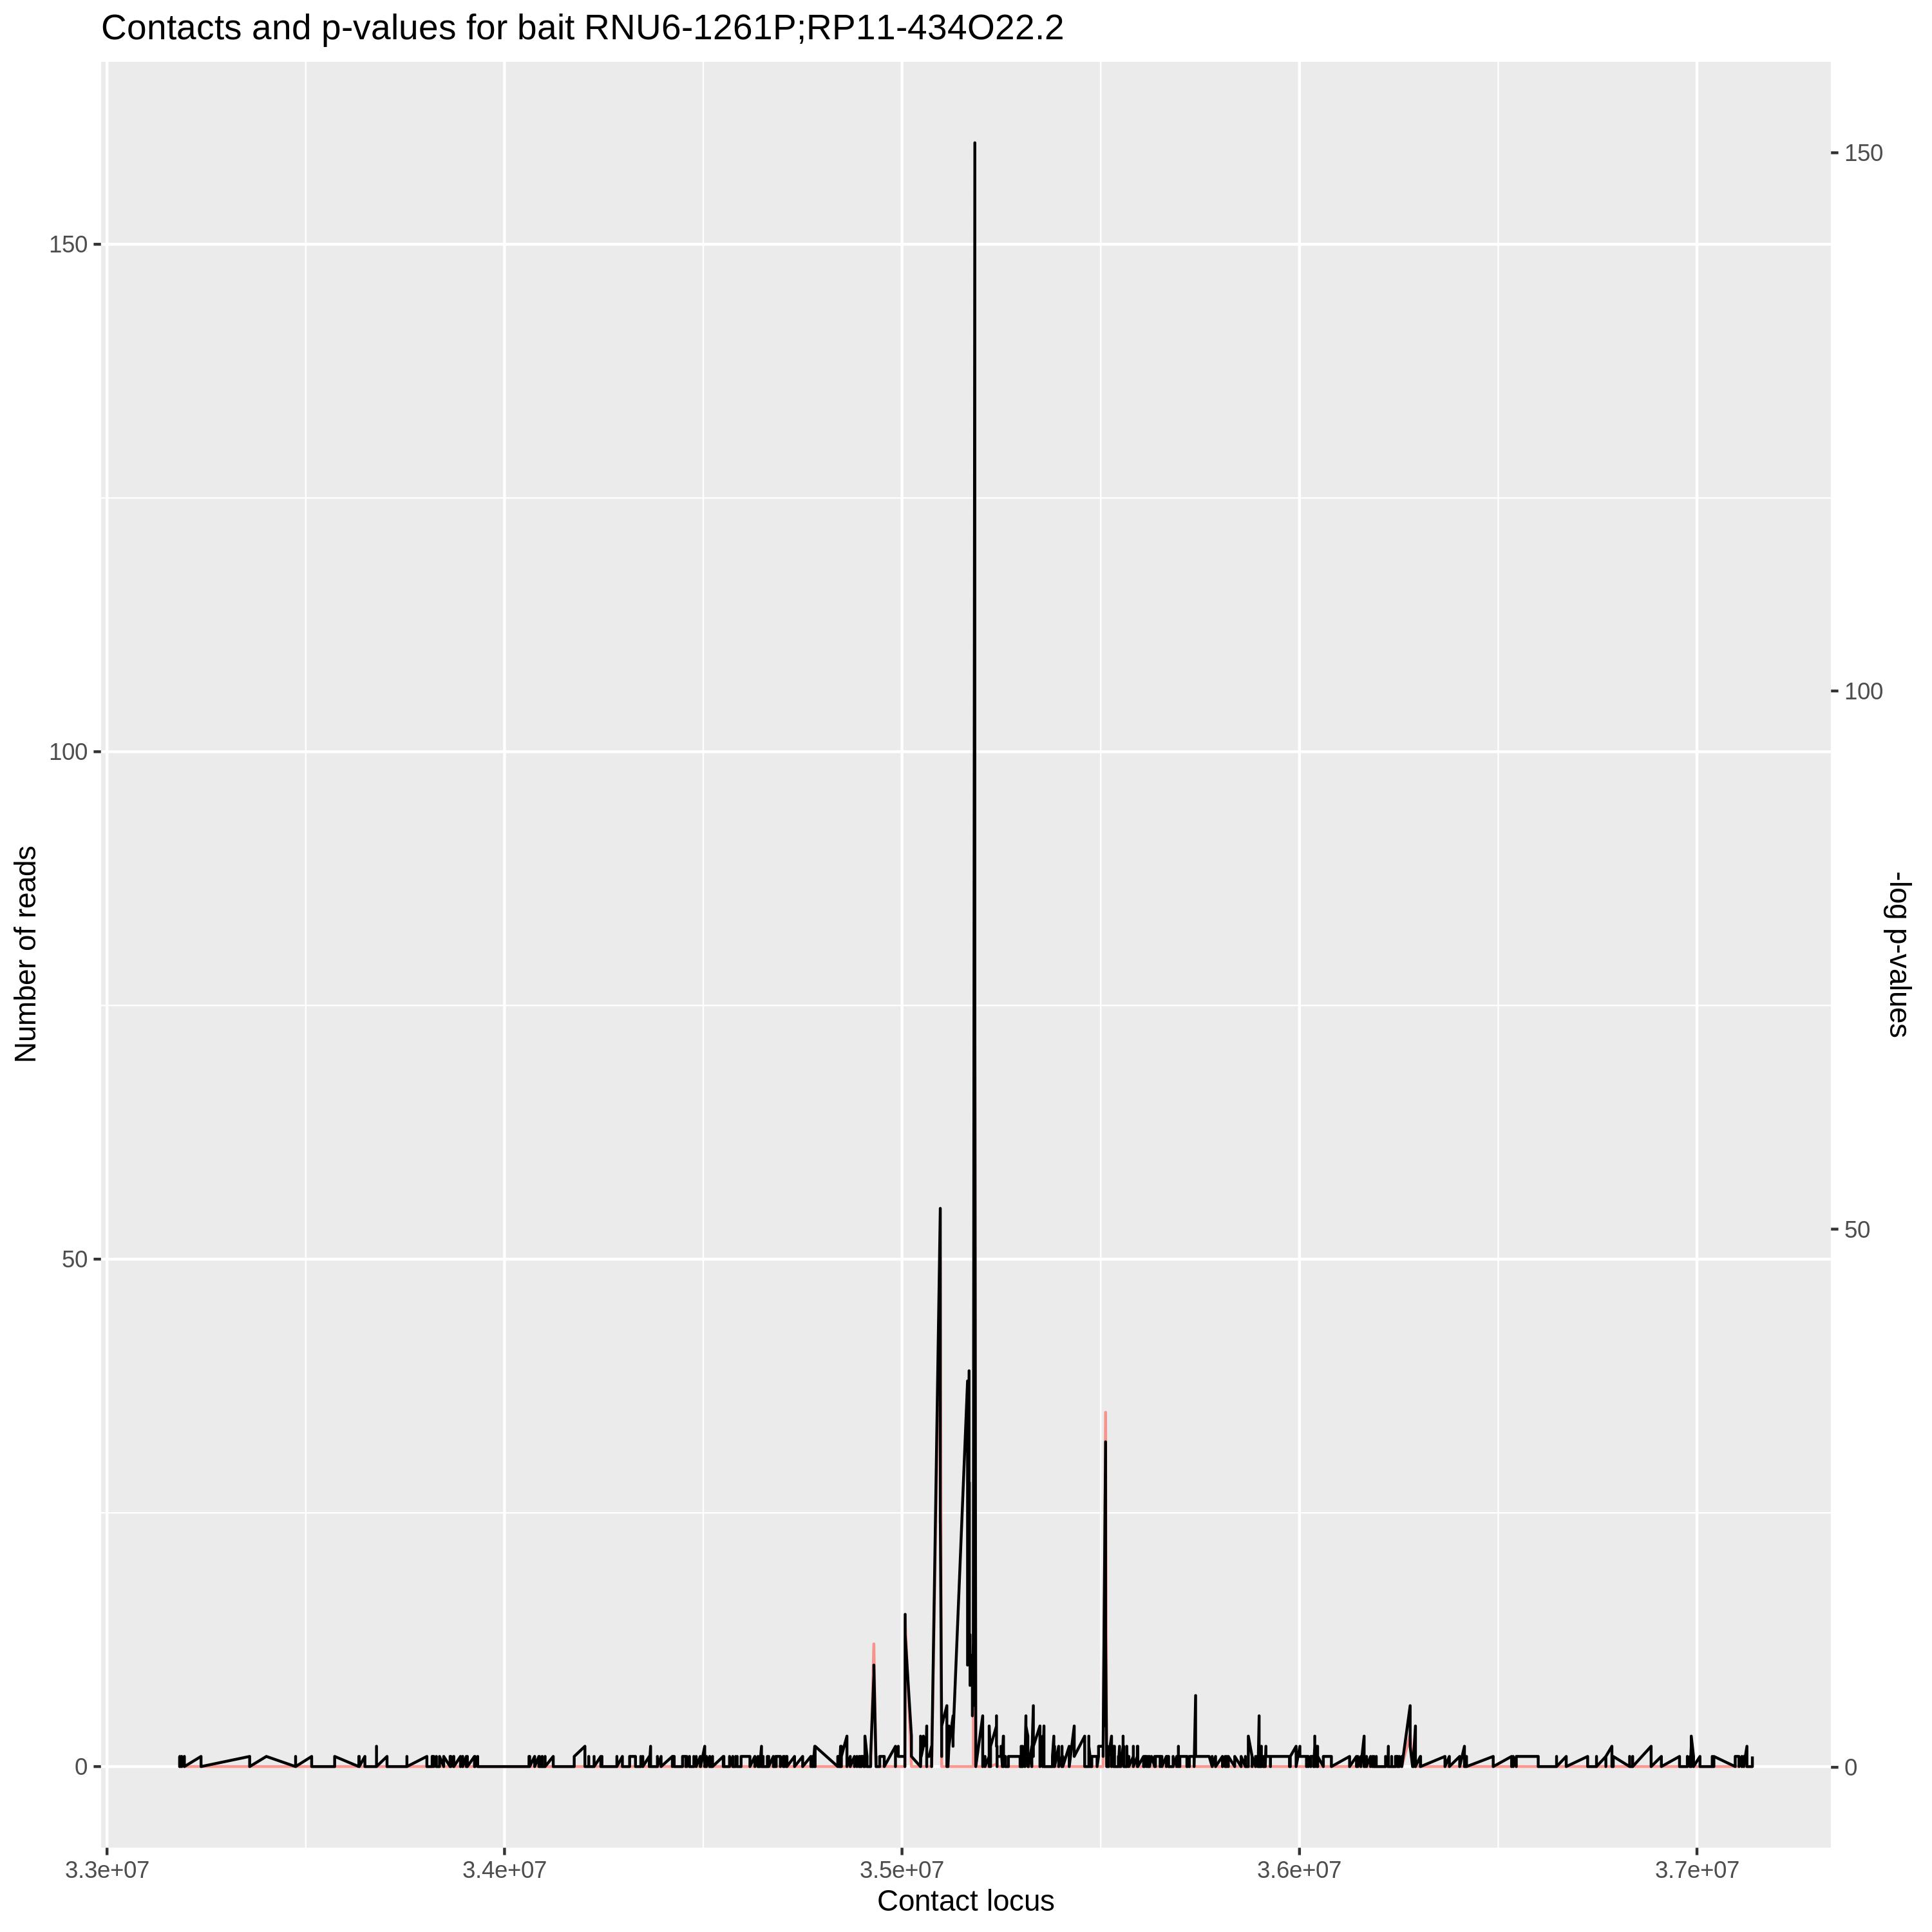 Contacts and p-values for bait RNU6-1261P;RP11-434O22.2
150
100
50
0
Number of reads
150
100
50
0
-log p-values
3.3e+07 3.4e+07 3.5e+07 3.6e+07 3.7e+07
Contact locus